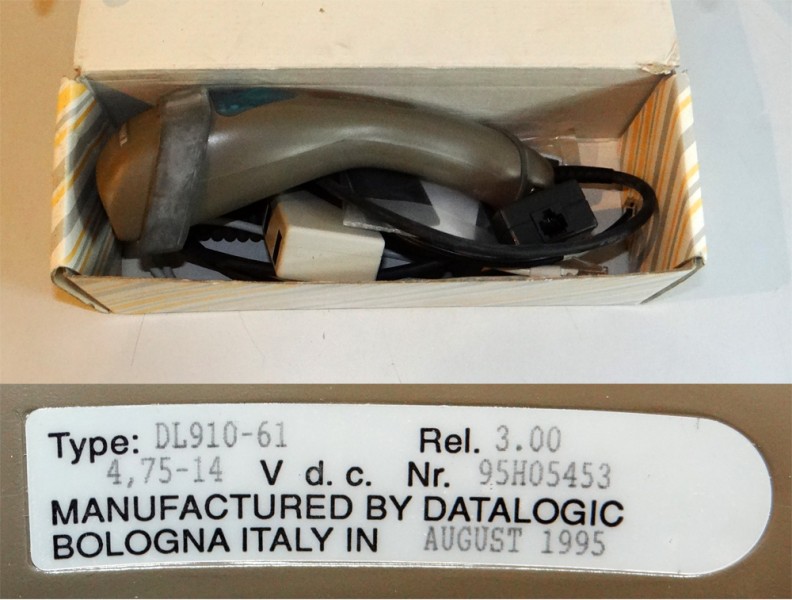 Type: DL910-61 Rel. 3.00
4,75-14 V d. c. Nr. 95H05453
MANUFACTURED BY DATALOGIC
BOLOGNA ITALY IN AUGUST 1995